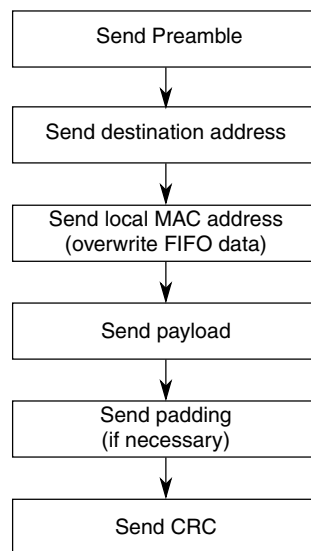 Send Preamble
Send destination address
Send local MAC address
(overwrite FIFO data)
Send payload
Send padding
(if necessary)
Send CRC